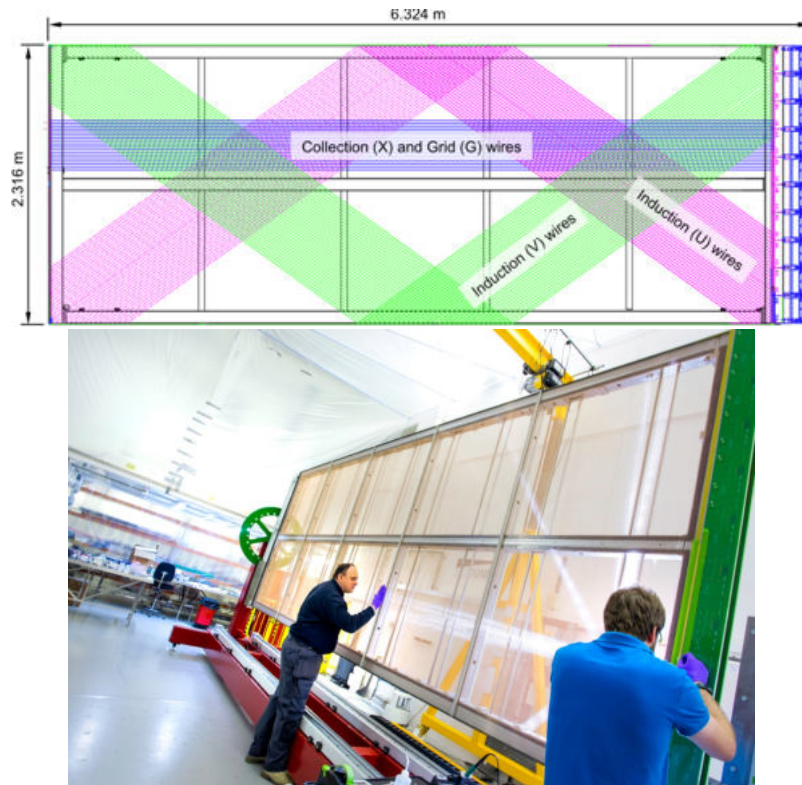 6.324 m
2.316 m
Collection (X) and Grid (G) wires
Induction (V) wires
Induction (U) wires